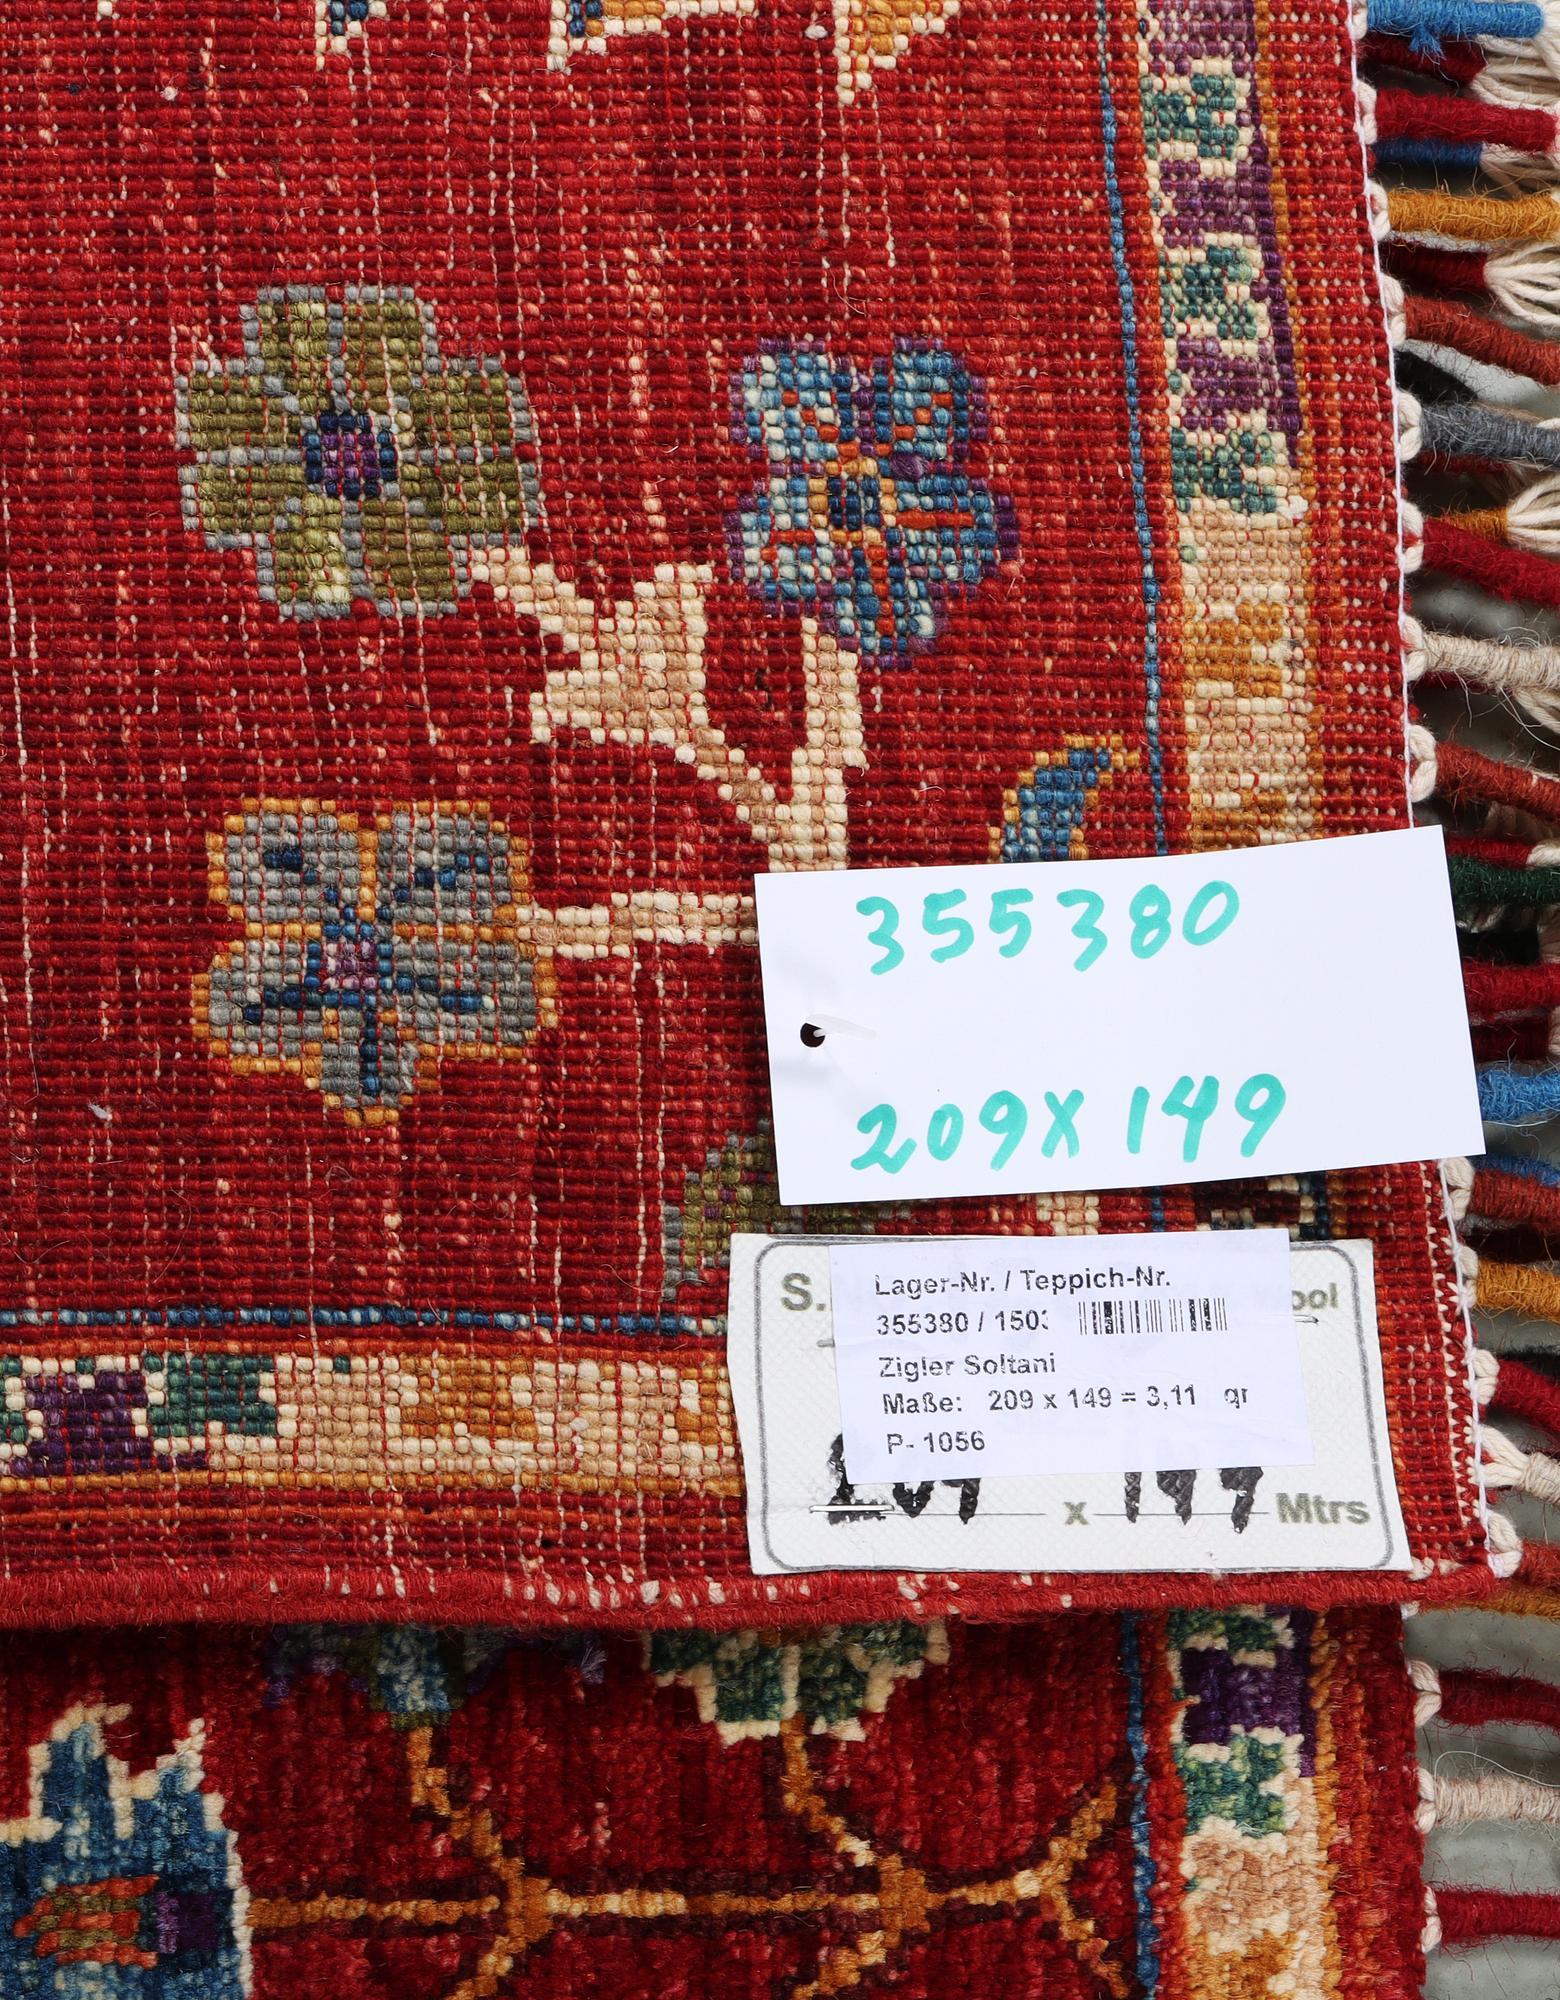 355380
209 X 149
S.
Lager-Nr. / Teppich-Nr.
355380 / 1503
Zigler Soltani
Maße: 209 x 149 = 3,11 qr
P- 1056
x 149 Mtrs